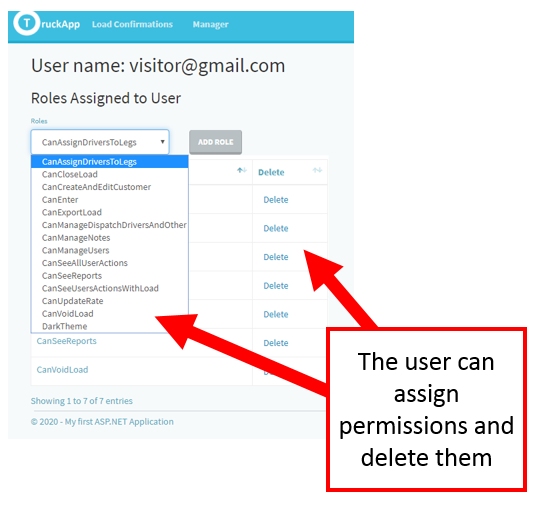 TruckApp Load Confirmations Manager
User name: visitor@gmail.com
Roles Assigned to User
Roles
CanAssignDriversToLegs ADD ROLE
CanAssignDriversToLegs
CanCloseLoad Delete
CanCreateAndEditCustomer
CanEnter Delete
CanExportLoad
CanManageDispatchDriversAndOther Delete
CanManageNotes
CanManageUsers
CanSeeAllUserActions Delete
CanSeeReports
CanSeeUsersActionsWithLoad Delete
CanUpdateRate
CanVoidLoad Delete
DarkTheme
CanSeeReports Delete
CanVoidLoad
Showing 1 to 7 of 7 entries
© 2020 - My first ASP.NET Application
The user can
assign
permissions and
delete them